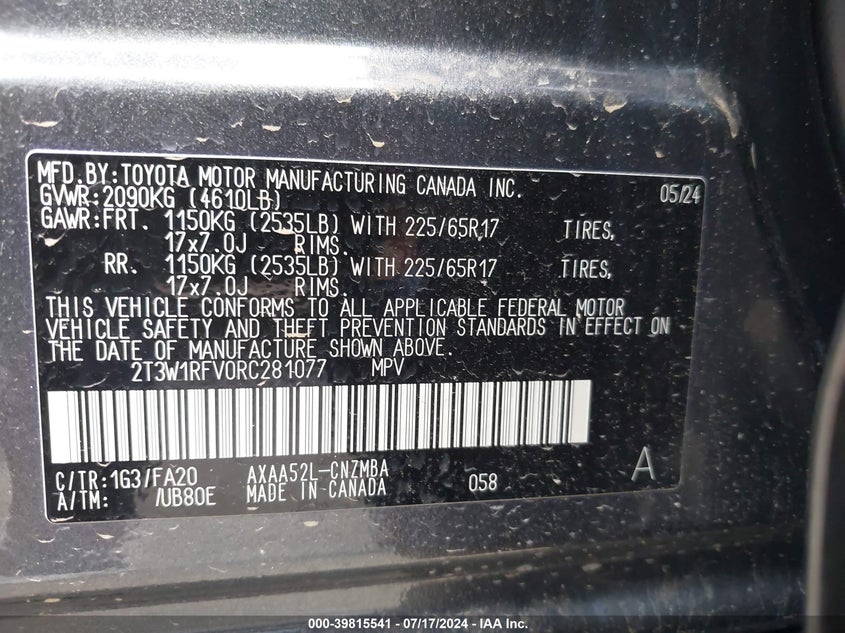 MFD.BY:TOYOTA MOTOR MANUFACTURING CANADA INC. 05/24
GVWR:2090KG (4610LB)
GAWR:FRT. 1150KG (2535LB) WITH 225/65R17 TIRES,
17x7.0J RIMS.
RR. 1150KG (2535LB) WITH 225/65R17 TIRES,
17x7.0J RIMS.
THIS VEHICLE CONFORMS TO ALL APPLICABLE FEDERAL MOTOR
VEHICLE SAFETY AND THEFT PREVENTION STANDARDS IN EFFECT ON
THE DATE OF MANUFACTURE SHOWN ABOVE.
2T3W1RFV0RC281077 MPV
C/TR:1G3/FA20 AXAA52L-CNZMBA A
A/TM: /UB80E MADE IN CANADA 058
000-39815541 - 07/17/2024 - IAA Inc.